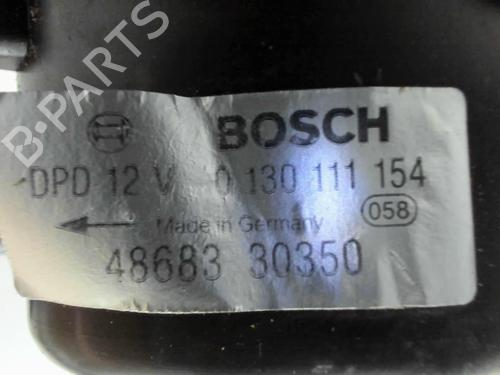 B-PARTS
BOSCH
DPD 12 V 0 130 111 154
Made in Germany 058
48683 30350